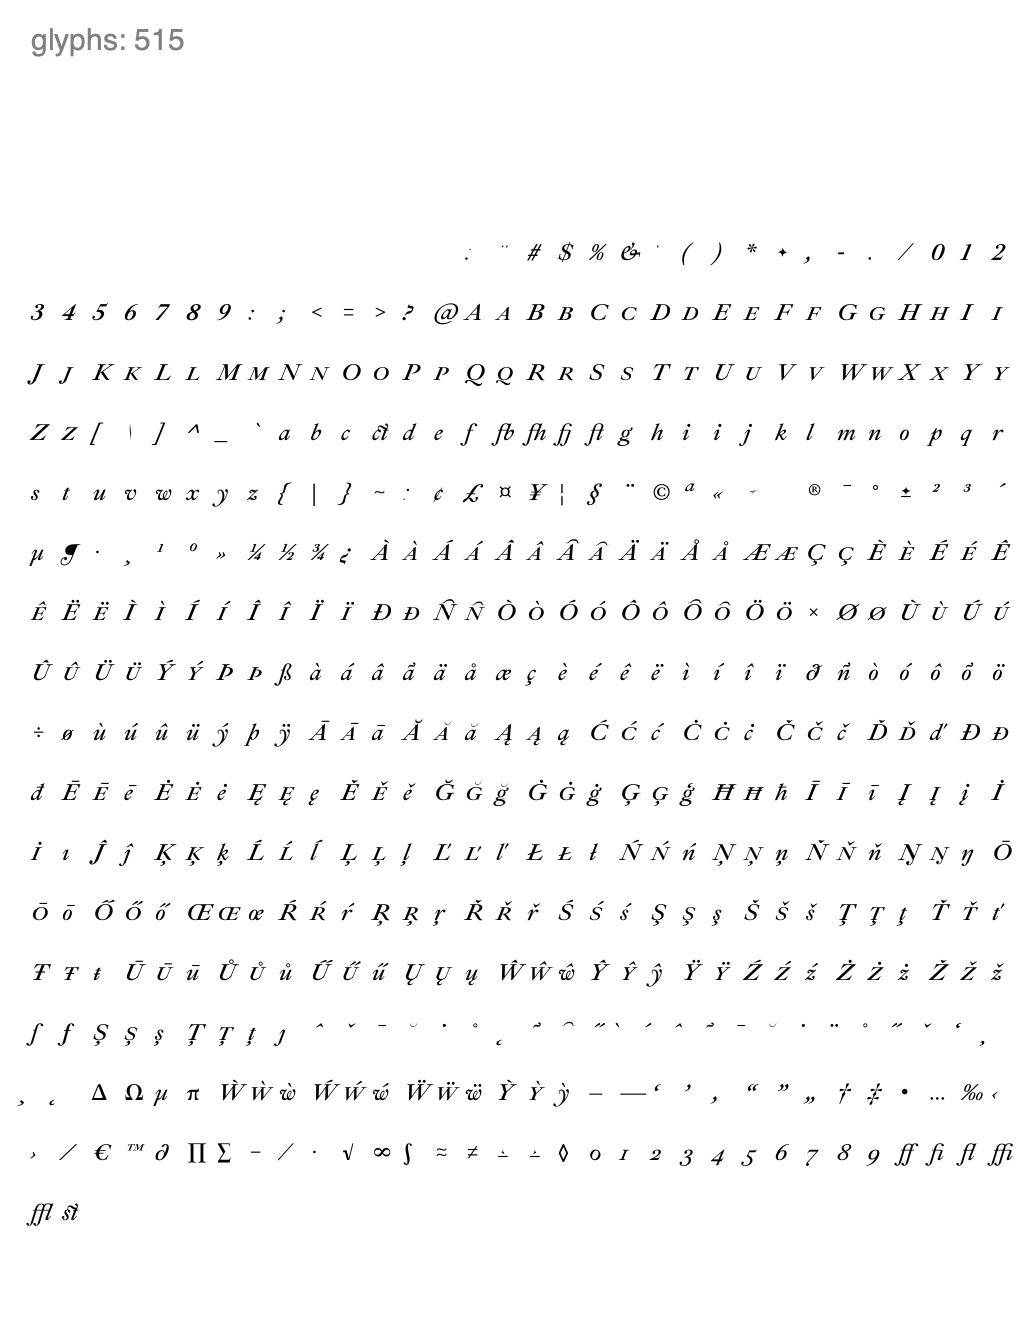 glyphs: 515
: ¨ # $ % & ˙ ( ) * ✦ , - . / 0 1 2
3 4 5 6 7 8 9 : ; < = > ? @ A ᴀ B ʙ C ᴄ D ᴅ E ᴇ F ꜰ G ɢ H ʜ I ɪ
J ᴊ K ᴋ L ʟ M ᴍ N ɴ O ᴏ P ᴘ Q ǫ R ʀ S s T ᴛ U ᴜ V ᴠ W ᴡ X x Y ʏ
Z ᴢ [ \ ] ^ _ ` a b c ct d e f fb fh fj ft g h i i j k l m n o p q r
s t u v w x y z { | } ~ : ¢ £ ¤ ¥ ¦ § ¨ © ª « - ® ¯ ° ± ² ³ ´
µ ¶ · ¸ ¹ º » ¼ ½ ¾ ¿ À À Á Á Â Â Ã Ã Ä Ä Å Å Æ Æ Ç Ç È È É É Ê
Ê Ë Ë Ì Ì Í Í Î Î Ï Ï Ð Ð Ñ Ñ Ò Ò Ó Ó Ô Ô Õ Õ Ö Ö × Ø Ø Ù Ù Ú Ú
Û Û Ü Ü Ý Ý Þ Þ ß à á â ã ä å æ ç è é ê ë ì í î ï ð ñ ò ó ô õ ö
÷ ø ù ú û ü ý þ ÿ Ā Ā ā Ă Ă ă Ą Ą ą Ć Ć ć Ċ Ċ ċ Č Č č Ď Ď ď Đ Đ
đ Ē Ē ē Ė Ė ė Ę Ę ę Ě Ě ě Ğ Ğ ğ Ġ Ġ ġ Ģ Ģ ģ Ħ Ħ ħ Ī Ī ī Į Į į İ
İ ı Ĵ ĵ Ķ Ķ ķ Ĺ Ĺ ĺ Ļ Ļ ļ Ľ Ľ ľ Ł Ł ł Ń Ń ń Ņ Ņ ņ Ň Ň ň Ŋ Ŋ ŋ Ō
Ō ō Ő Ő ő Œ Œ œ Ŕ Ŕ ŕ Ŗ Ŗ ŗ Ř Ř ř Ś Ś ś Ş Ş ş Š Š š Ţ Ţ ţ Ť Ť ť
Ŧ Ŧ ŧ Ū Ū ū Ů Ů ů Ű Ű ű Ų Ų ų Ŵ Ŵ ŵ Ŷ Ŷ ŷ Ÿ Ÿ Ź Ź ź Ż Ż ż Ž Ž ž
ſ f Ș Ș ș Ț Ț ț ȷ ˆ ˇ ˉ ˘ ˙ ˚ ˛ ˜ ˜ ˝ ̀ ́ ̂ ̃ ̄ ̆ ̇ ̈ ̊ ̋ ̌ ̒ ̦
̧ ̨ ∆ Ω µ π Ẁ Ẁ ẁ Ẃ Ẃ ẃ Ẅ Ẅ ẅ Ỳ Ỳ ỳ – — ‘ ’ ‚ “ ” „ † ‡ • … ‰ ‹
› ⁄ € ™ ∂ ∏ ∑ − ∕ ∙ √ ∞ ∫ ≈ ≠ ≤ ≥ ◊ 0 1 2 3 4 5 6 7 8 9 ff fi fl ffi
ffl st